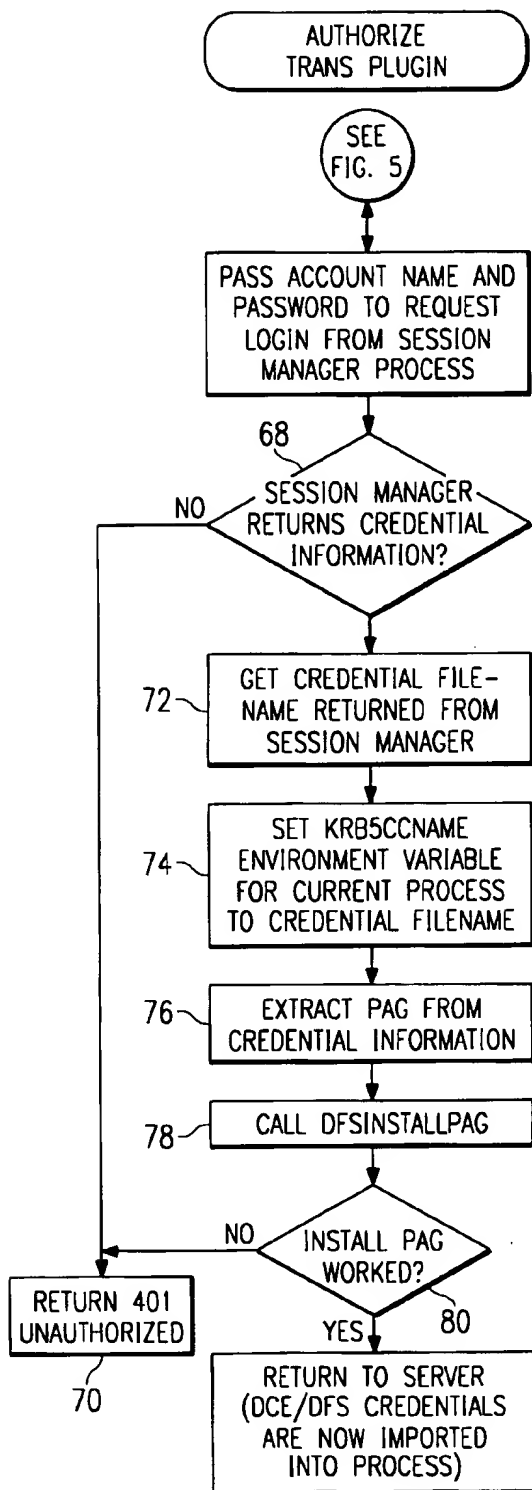 AUTHORIZE
TRANS PLUGIN
SEE
FIG. 5
PASS ACCOUNT NAME AND
PASSWORD TO REQUEST
LOGIN FROM SESSION
MANAGER PROCESS
68
SESSION MANAGER
RETURNS CREDENTIAL
INFORMATION?
NO
72
GET CREDENTIAL FILE-
NAME RETURNED FROM
SESSION MANAGER
74
SET KRB5CCNAME
ENVIRONMENT VARIABLE
FOR CURRENT PROCESS
TO CREDENTIAL FILENAME
76
EXTRACT PAG FROM
CREDENTIAL INFORMATION
78
CALL DFSINSTALLPAG
NO
INSTALL PAG
WORKED?
80
YES
RETURN 401
UNAUTHORIZED
70
RETURN TO SERVER
(DCE/DFS CREDENTIALS
ARE NOW IMPORTED
INTO PROCESS)